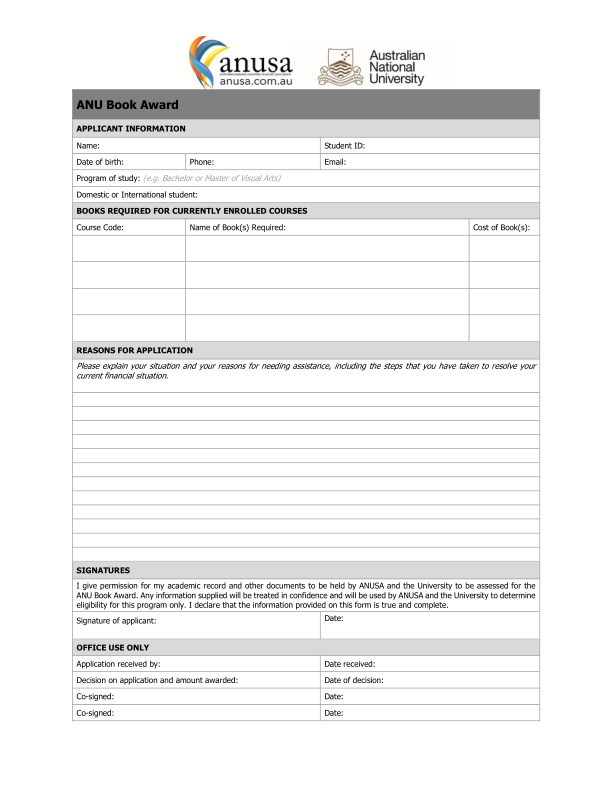 anusa
anusa.com.au
Australian
National
University
ANU Book Award
APPLICANT INFORMATION
Name: Student ID:
Date of birth: Phone: Email:
Program of study: (e.g. Bachelor or Master of Visual Arts)
Domestic or International student:
BOOKS REQUIRED FOR CURRENTLY ENROLLED COURSES
Course Code: Name of Book(s) Required: Cost of Book(s):
REASONS FOR APPLICATION
Please explain your situation and your reasons for needing assistance, including the steps that you have taken to resolve your
current financial situation.
SIGNATURES
I give permission for my academic record and other documents to be held by ANUSA and the University to be assessed for the
ANU Book Award. Any information supplied will be treated in confidence and will be used by ANUSA and the University to determine
eligibility for this program only. I declare that the information provided on this form is true and complete.
Signature of applicant: Date:
OFFICE USE ONLY
Application received by: Date received:
Decision on application and amount awarded: Date of decision:
Co-signed: Date:
Co-signed: Date: